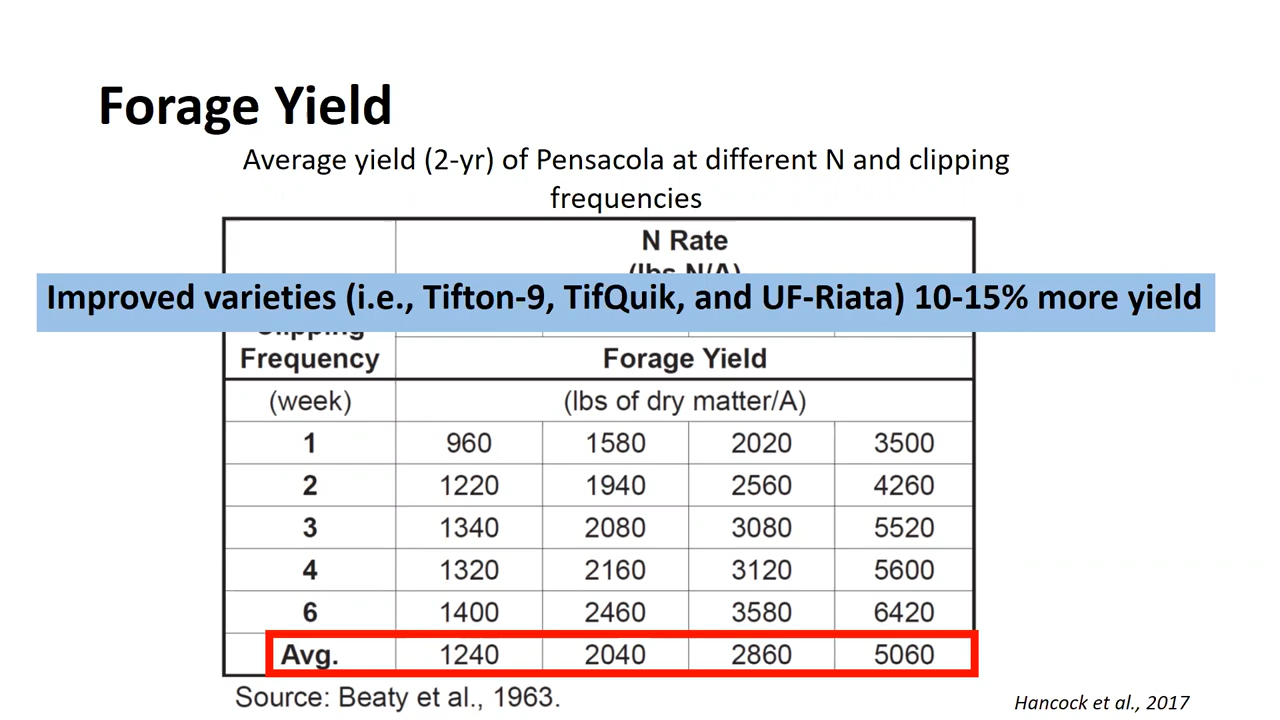 Forage Yield
Average yield (2-yr) of Pensacola at different N and clipping
frequencies
N Rate
(lbs N/A)
Improved varieties (i.e., Tifton-9, TifQuik, and UF-Riata) 10-15% more yield
Clipping
Frequency Forage Yield
(week) (lbs of dry matter/A)
1 960 1580 2020 3500
2 1220 1940 2560 4260
3 1340 2080 3080 5520
4 1320 2160 3120 5600
6 1400 2460 3580 6420
Avg. 1240 2040 2860 5060
Source: Beaty et al., 1963.
Hancock et al., 2017